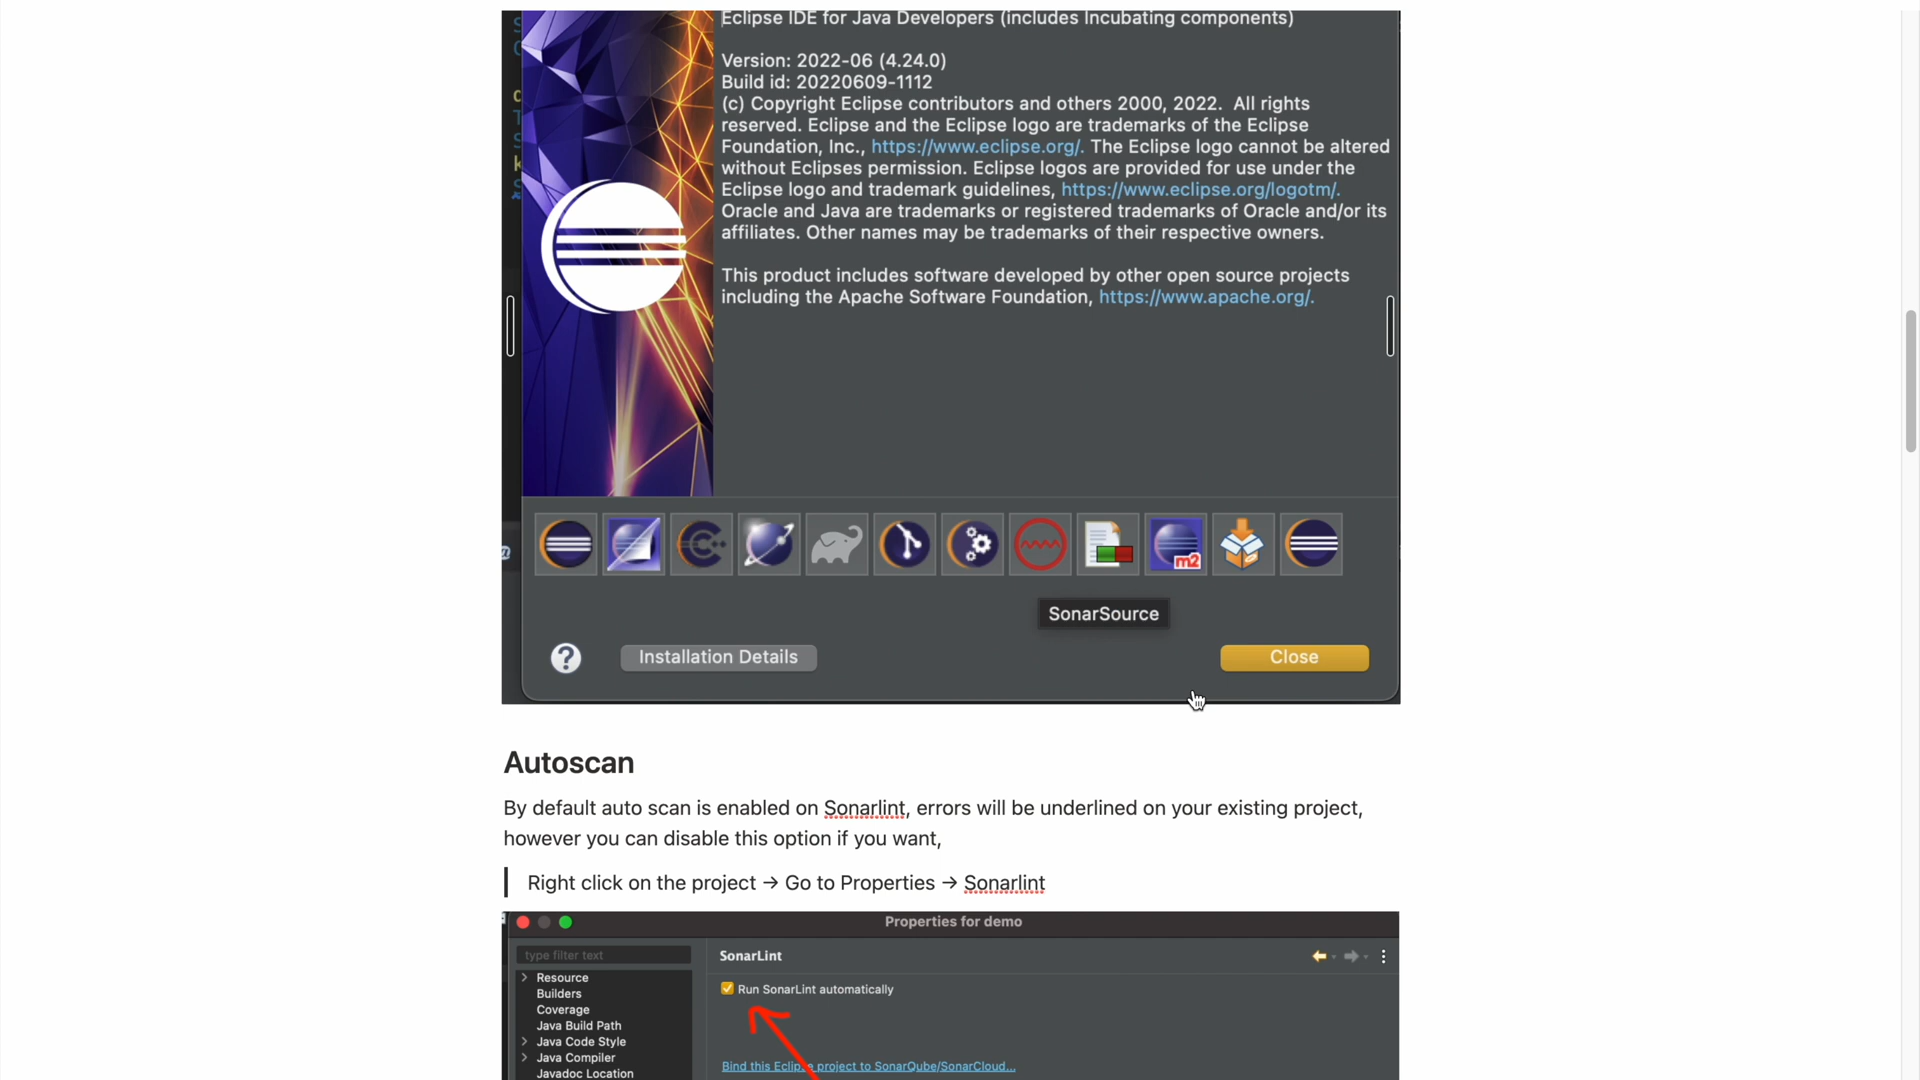 Eclipse IDE for Java Developers (includes Incubating components)
Version: 2022-06 (4.24.0)
Build id: 20220609-1112
(c) Copyright Eclipse contributors and others 2000, 2022.  All rights
reserved. Eclipse and the Eclipse logo are trademarks of the Eclipse
Foundation, Inc., https://www.eclipse.org/. The Eclipse logo cannot be altered
without Eclipses permission. Eclipse logos are provided for use under the
Eclipse logo and trademark guidelines, https://www.eclipse.org/logotm/.
Oracle and Java are trademarks or registered trademarks of Oracle and/or its
affiliates. Other names may be trademarks of their respective owners.
This product includes software developed by other open source projects
including the Apache Software Foundation, https://www.apache.org/.
m2
SonarSource
? Installation Details Close
Autoscan
By default auto scan is enabled on Sonarlint, errors will be underlined on your existing project,
however you can disable this option if you want,
Right click on the project → Go to Properties → Sonarlint
Properties for demo
type filter text
SonarLint
Resource
Builders
Coverage
Java Build Path
Java Code Style
Java Compiler
Javadoc Location
Run SonarLint automatically
Bind this Eclipse project to SonarQube/SonarCloud...